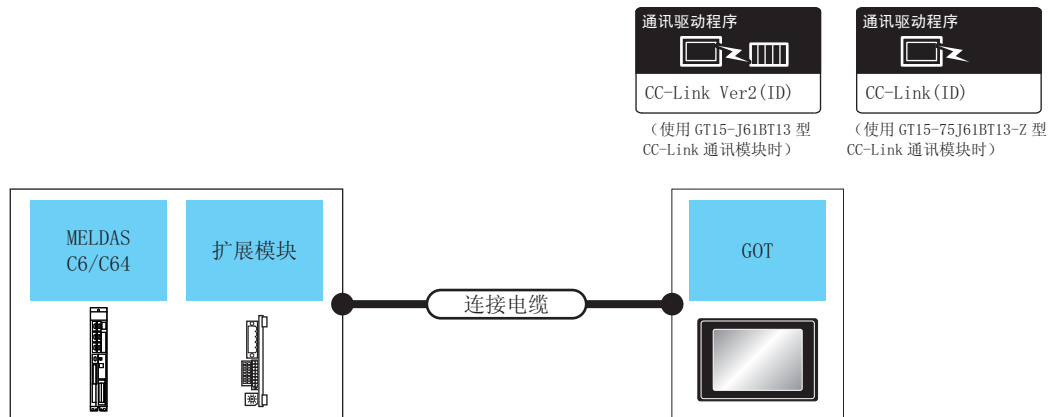 通讯驱动程序
CC-Link Ver2(ID)
（使用 GT15-J61BT13 型
CC-Link 通讯模块时）
通讯驱动程序
CC-Link(ID)
（使用 GT15-75J61BT13-Z 型
CC-Link 通讯模块时）
MELDAS
C6/C64
扩展模块
连接电缆
GOT